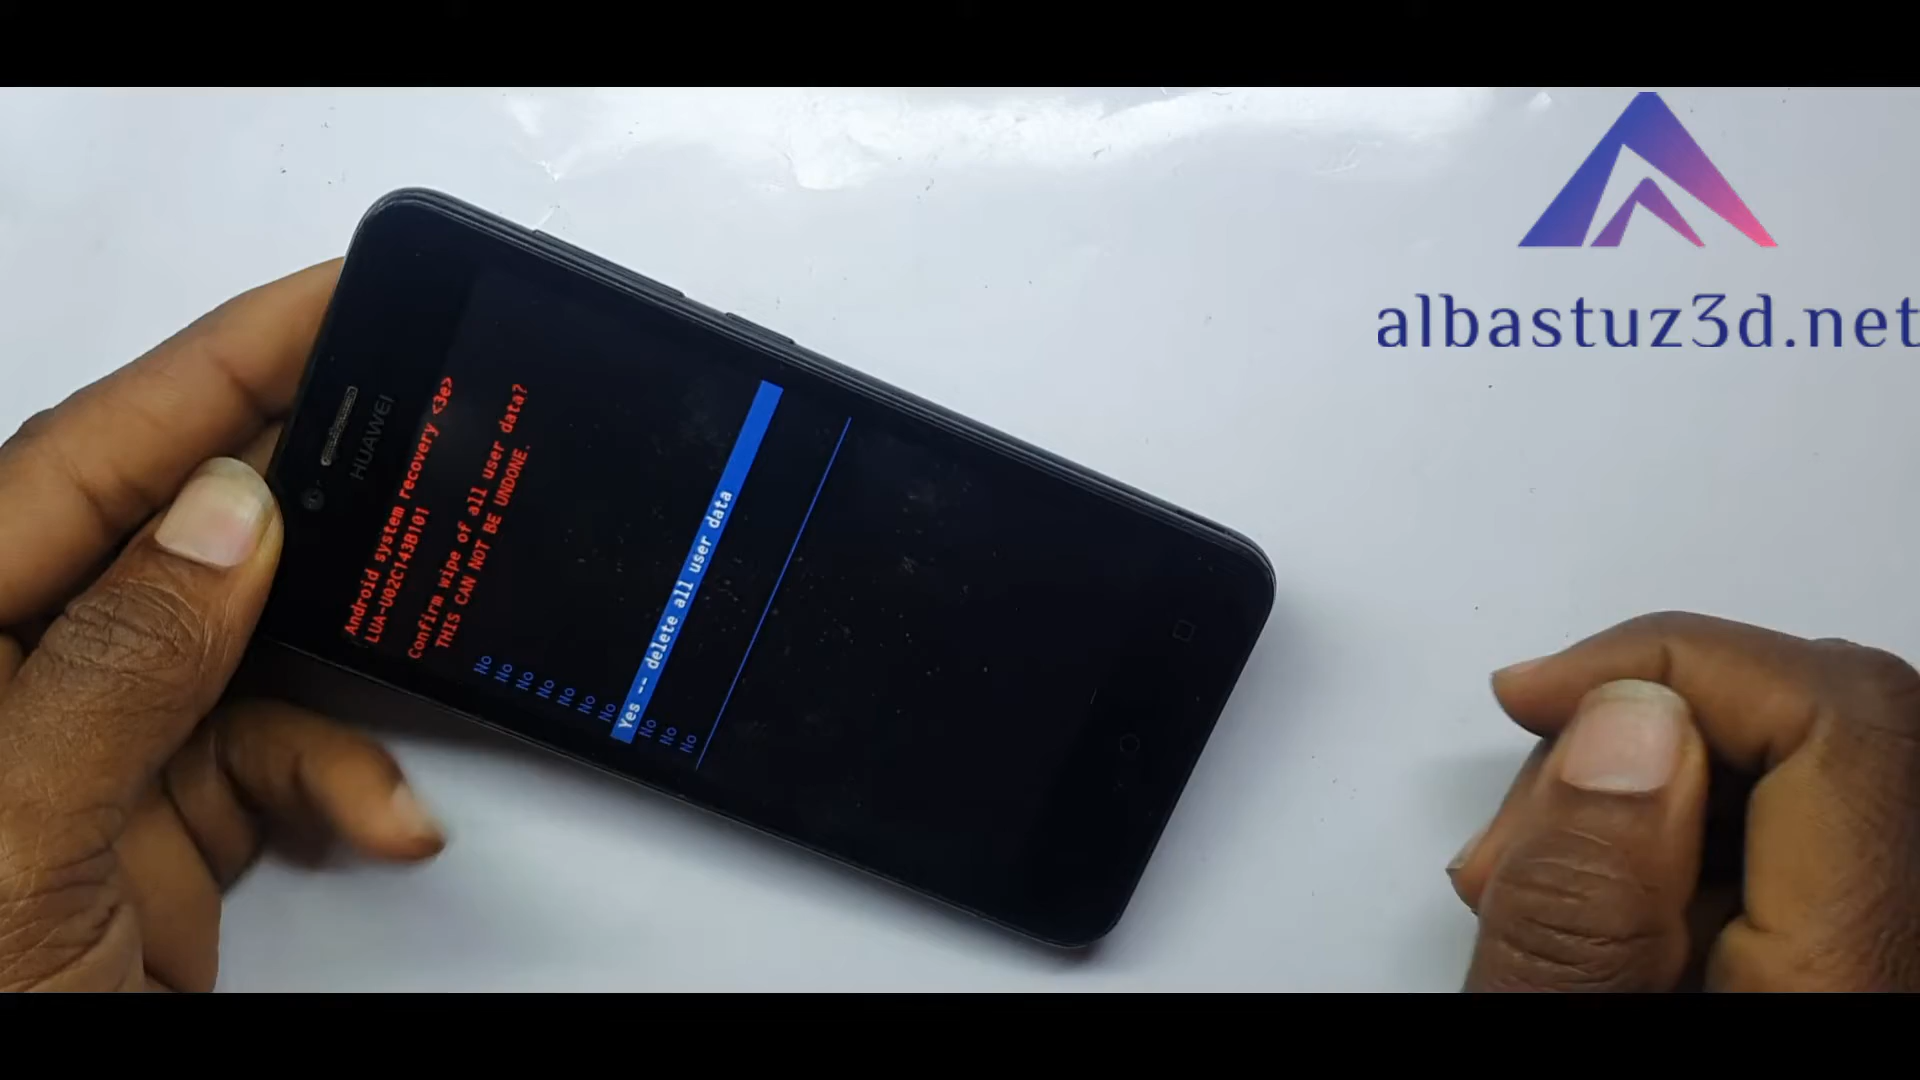 albastuz3d.net
HUAWEI
Android system recovery <3e>
LUA-U02C143B101
Confirm wipe of all user data?
THIS CAN NOT BE UNDONE.
No
No
No
No
No
No
No
Yes -- delete all user data
No
No
No